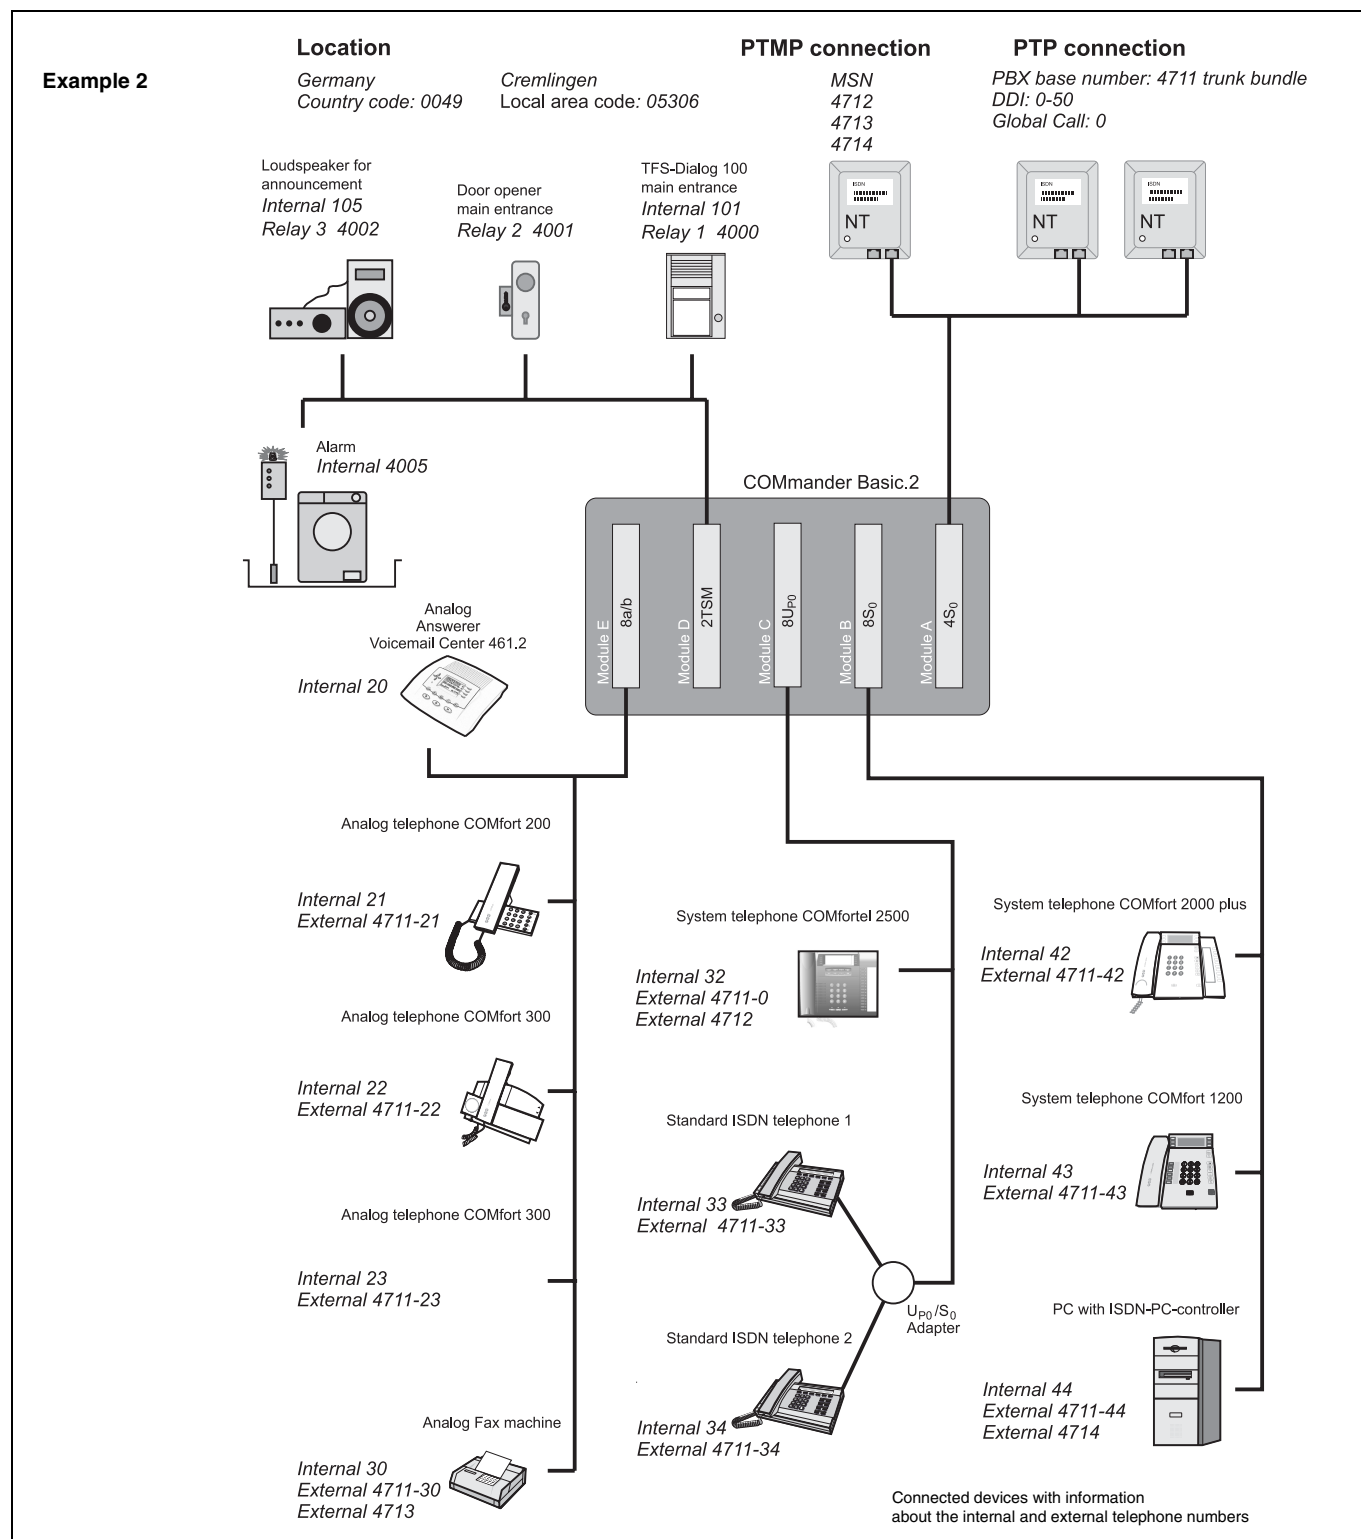 Example 2
Location
Germany
Country code: 0049
Cremlingen
Local area code: 05306
PTMP connection
MSN
4712
4713
4714
PTP connection
PBX base number: 4711 trunk bundle
DDI: 0-50
Global Call: 0
Loudspeaker for
announcement
Internal 105
Relay 3 4002
Door opener
main entrance
Relay 2 4001
TFS-Dialog 100
main entrance
Internal 101
Relay 1 4000
ISDN
NT
ISDN
NT
ISDN
NT
Alarm
Internal 4005
COMmander Basic.2
Module E
8a/b
Module D
2TSM
Module C
8UP0
Module B
8S0
Module A
4S0
Analog
Answerer
Voicemail Center 461.2
Internal 20
Analog telephone COMfort 200
Internal 21
External 4711-21
Analog telephone COMfort 300
Internal 22
External 4711-22
Analog telephone COMfort 300
Internal 23
External 4711-23
Analog Fax machine
Internal 30
External 4711-30
External 4713
System telephone COMfortel 2500
Internal 32
External 4711-0
External 4712
Standard ISDN telephone 1
Internal 33
External 4711-33
UP0/S0
Adapter
Standard ISDN telephone 2
Internal 34
External 4711-34
System telephone COMfort 2000 plus
Internal 42
External 4711-42
System telephone COMfort 1200
Internal 43
External 4711-43
PC with ISDN-PC-controller
Internal 44
External 4711-44
External 4714
Connected devices with information
about the internal and external telephone numbers